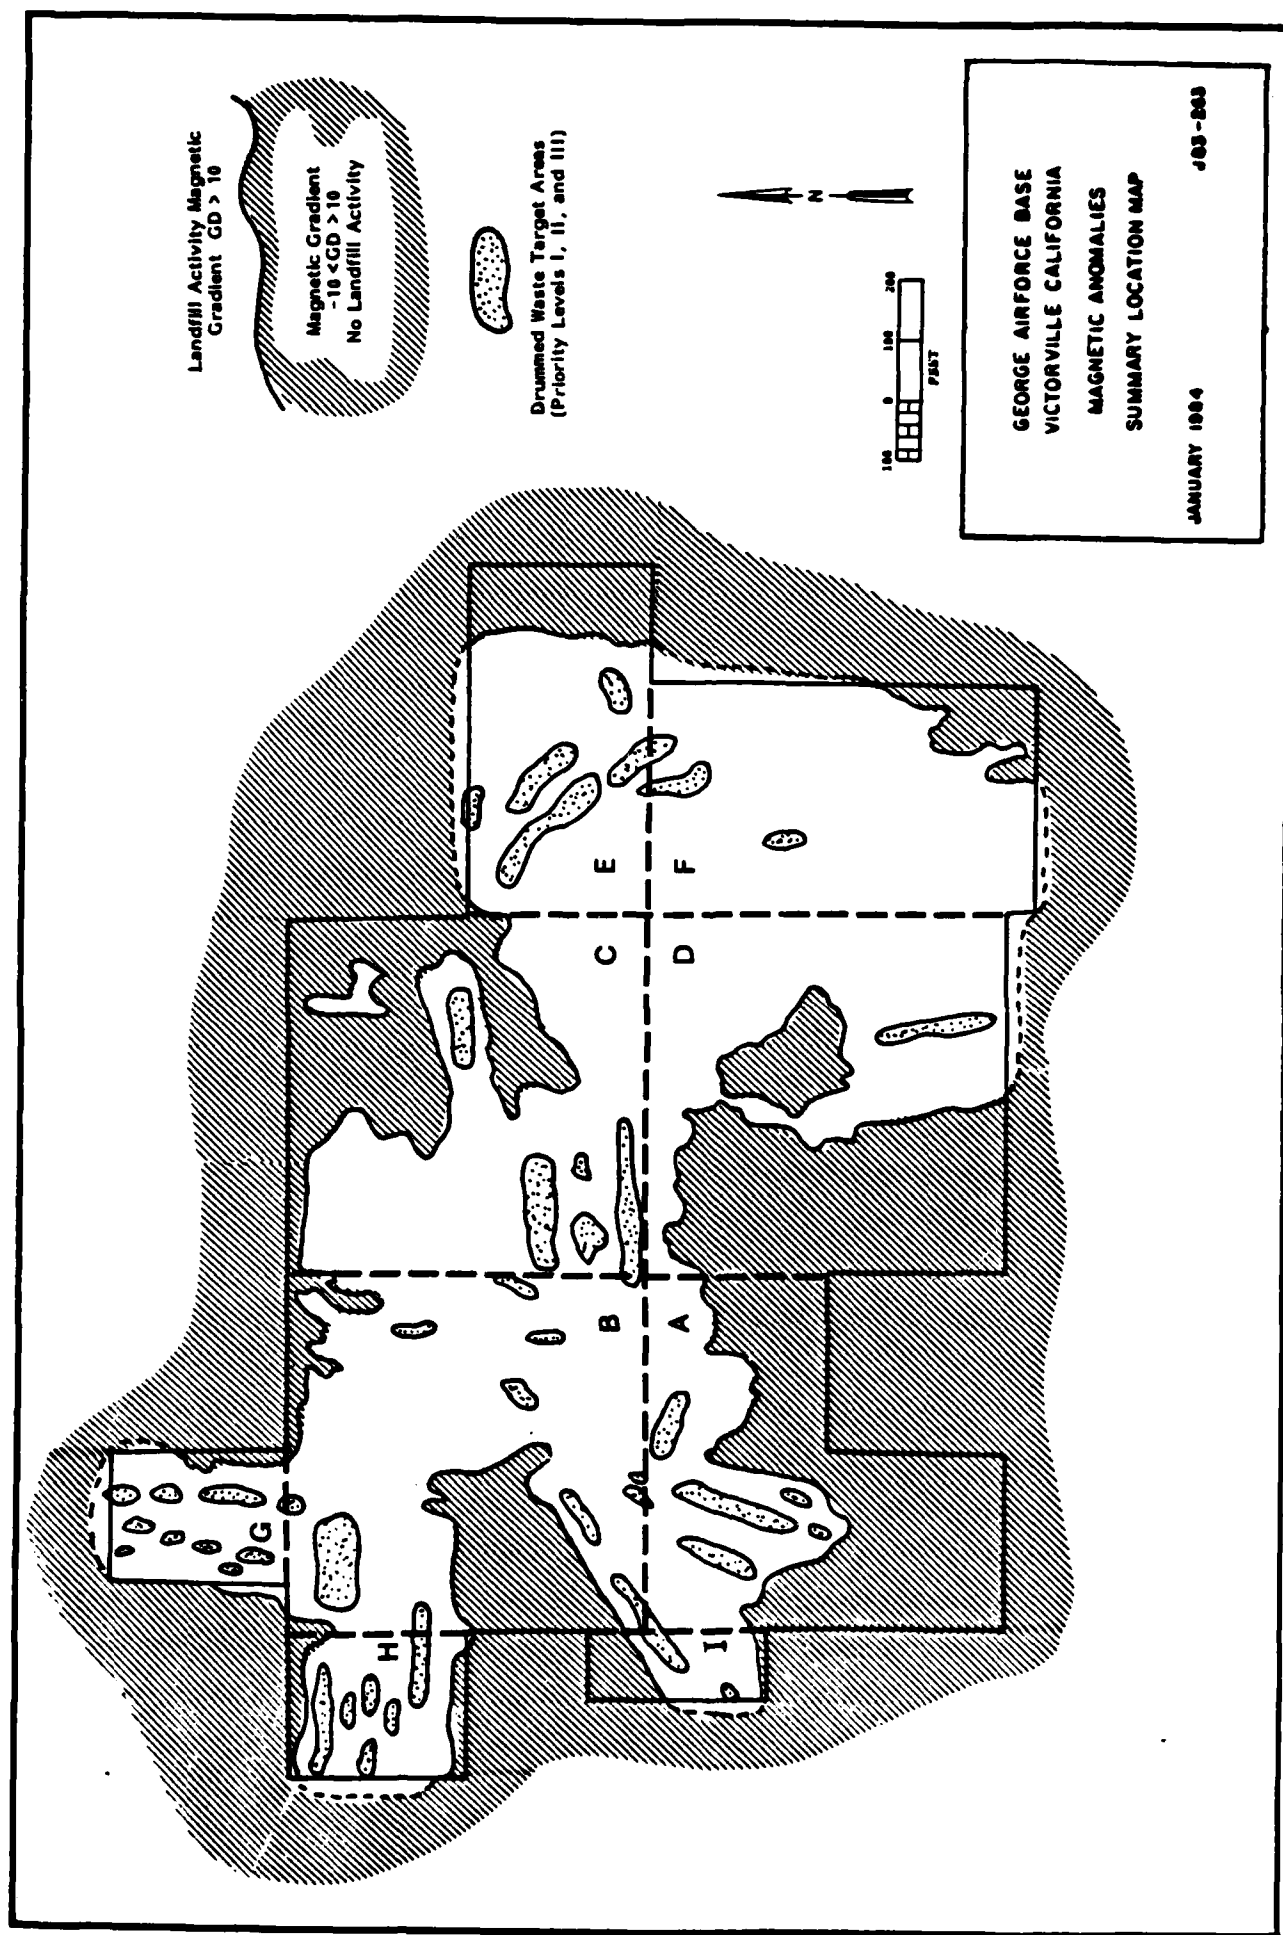 Landfill Activity Magnetic
Gradient GD > 10
Magnetic Gradient
-10 < GD > 10
No Landfill Activity
Drummed Waste Target Areas
(Priority Levels I, II, and III)
N
100 0 100 200
FEET
GEORGE AIRFORCE BASE
VICTORVILLE CALIFORNIA
MAGNETIC ANOMALIES
SUMMARY LOCATION MAP
JANUARY 1984
G
H
B
C
E
I
A
D
F